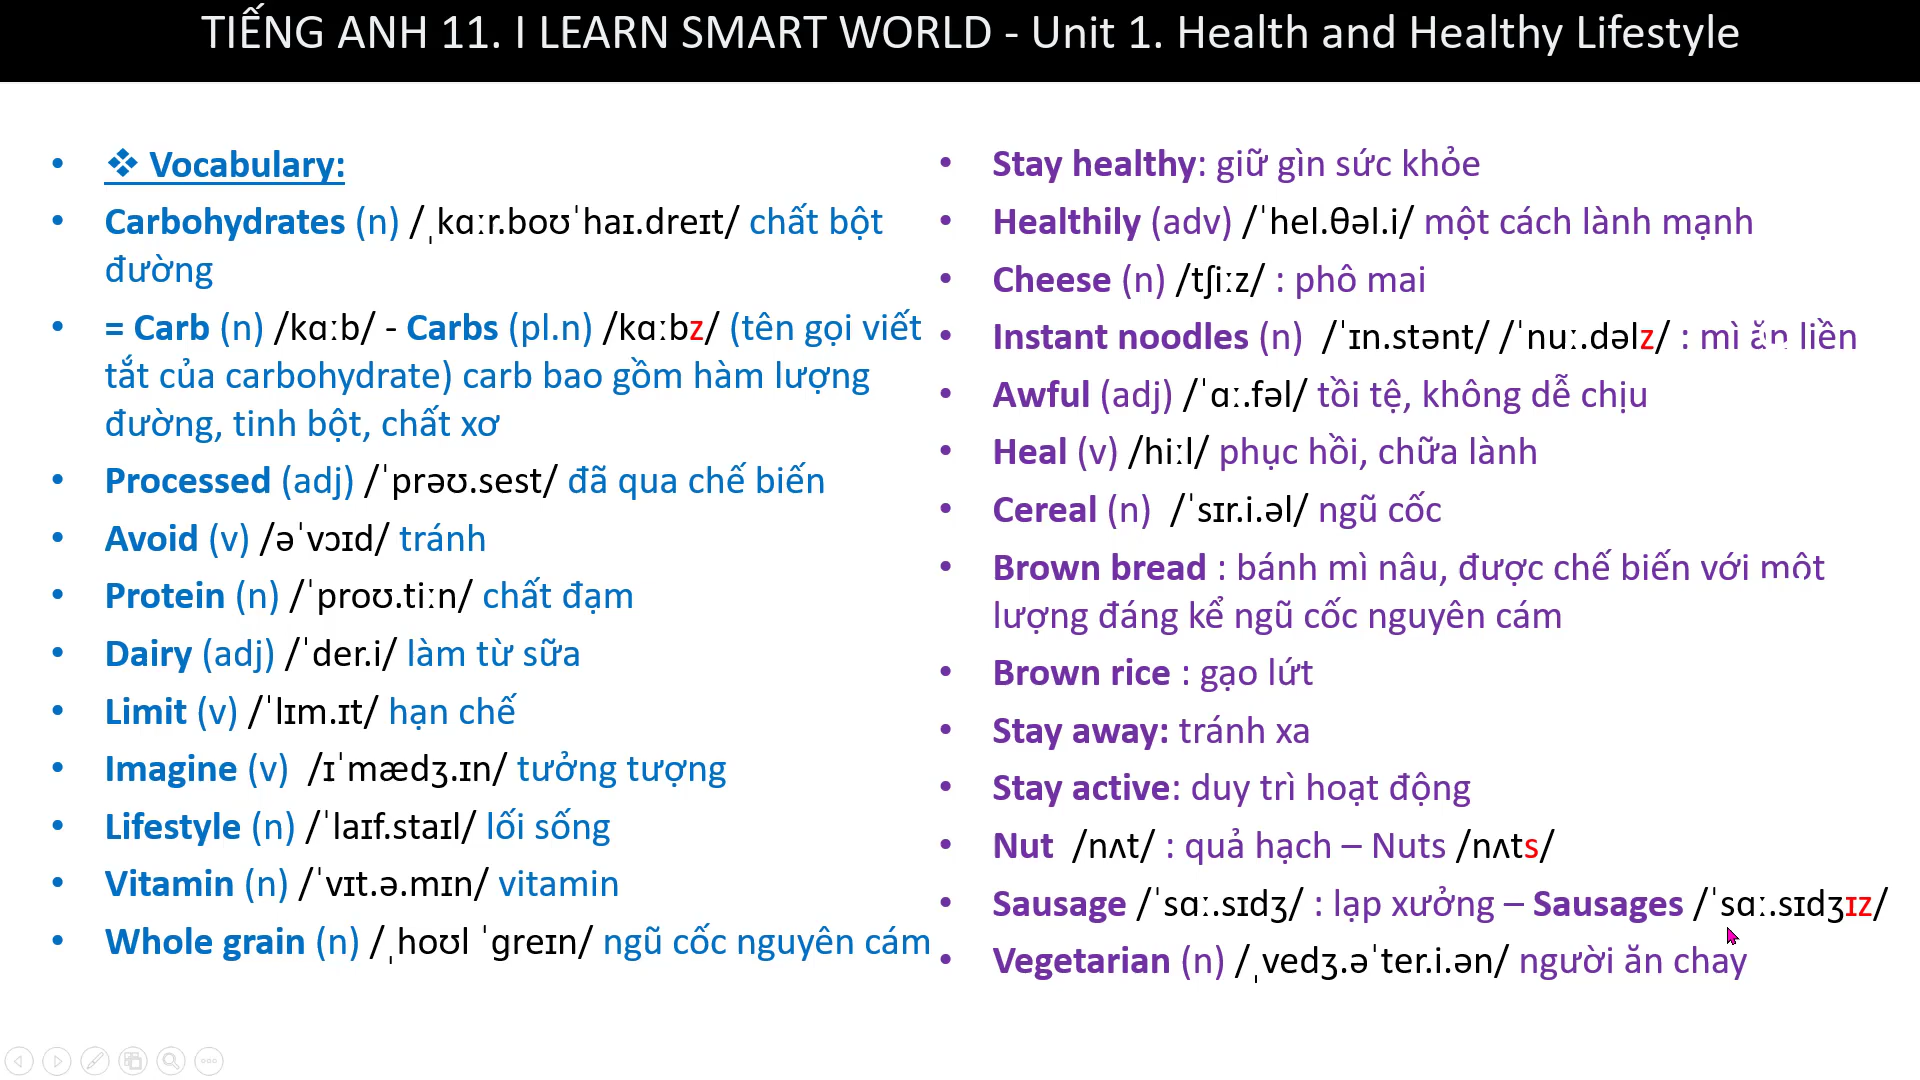 TIẾNG ANH 11. I LEARN SMART WORLD - Unit 1. Health and Healthy Lifestyle
• ❖ Vocabulary:
• Carbohydrates (n) /ˌkɑːr.boʊˈhaɪ.dreɪt/ chất bột
đường
• = Carb (n) /kɑːb/ - Carbs (pl.n) /kɑːbz/ (tên gọi viết
tắt của carbohydrate) carb bao gồm hàm lượng
đường, tinh bột, chất xơ
• Processed (adj) /ˈprəʊ.sest/ đã qua chế biến
• Avoid (v) /əˈvɔɪd/ tránh
• Protein (n) /ˈproʊ.tiːn/ chất đạm
• Dairy (adj) /ˈder.i/ làm từ sữa
• Limit (v) /ˈlɪm.ɪt/ hạn chế
• Imagine (v) /ɪˈmædʒ.ɪn/ tưởng tượng
• Lifestyle (n) /ˈlaɪf.staɪl/ lối sống
• Vitamin (n) /ˈvɪt.ə.mɪn/ vitamin
• Whole grain (n) /ˌhoʊl ˈɡreɪn/ ngũ cốc nguyên cám
• Stay healthy: giữ gìn sức khỏe
• Healthily (adv) /ˈhel.θəl.i/ một cách lành mạnh
• Cheese (n) /tʃiːz/ : phô mai
• Instant noodles (n) /ˈɪn.stənt/ /ˈnuː.dəlz/ : mì ăn liền
• Awful (adj) /ˈɑː.fəl/ tồi tệ, không dễ chịu
• Heal (v) /hiːl/ phục hồi, chữa lành
• Cereal (n) /ˈsɪr.i.əl/ ngũ cốc
• Brown bread : bánh mì nâu, được chế biến với một
lượng đáng kể ngũ cốc nguyên cám
• Brown rice : gạo lứt
• Stay away: tránh xa
• Stay active: duy trì hoạt động
• Nut /nʌt/ : quả hạch – Nuts /nʌts/
• Sausage /ˈsɑː.sɪdʒ/ : lạp xưởng – Sausages /ˈsɑː.sɪdʒɪz/
• Vegetarian (n) /ˌvedʒ.əˈter.i.ən/ người ăn chay